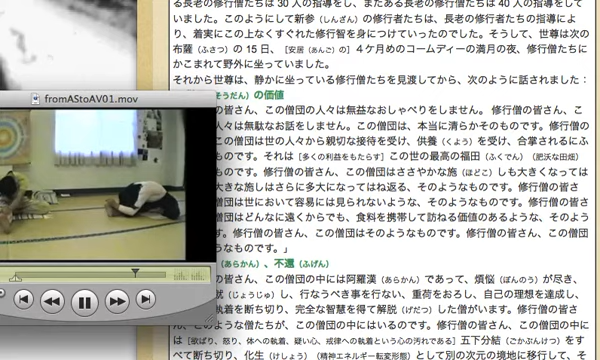 る長老の修行僧たちは 30 人の指導をし、またある長老の修行僧たちは 40 人の指導をして
いました。このようにして新参（しんざん）の修行者たちは、長老の修行者たちの指導によ
り、着実にこの上なくすぐれた修行智を身につけていったのでした。そうして、世尊は次の
布薩（ふさつ）の 15 日、［安居（あんご）の］４ケ月めのコームディーの満月の夜、修行僧たちに
かこまれて野外に坐っていました。
それから世尊は、静かに坐っている修行僧たちを見渡してから、次のように話されました：
そうだん）の価値
の皆さん、この僧団の人々は無益なおしゃべりをしません。 修行僧の皆さん、こ
人々は無駄なお話をしません。この僧団は、本当に清らかそのものです。修行僧の
この僧団は世の人から親切な待遇を受け、供養（くよう）を受け、合掌されるにふ
ものです。それは［多くの利益をもたらす］この世の最高の福田（ふくでん）（肥沃な田畑）
す。修行僧の皆さん、この僧団はささやかな施（ほどこ）しも大きくなっては
大きな施しはさらに多大になってはね返る、そのようなものです。修行僧の皆さ
団は世において容易には見られないような、そのようなものです。修行僧の皆さ
僧団はどんなに遠くからでも、食料を携帯して訪ねる価値のあるような、そのよう
す。修行僧の皆さん、この僧団はそのようなものです。修行僧の皆さん、この僧団
うなものです。」
（あらかん）、不還（ふげん）
の皆さん、この僧団の中には阿羅漢（あらかん）であって、煩悩（ぼんのう）が尽き、
就（じょうじゅ）し、行なうべき事を行ない、重荷をおろし、自己の理想を達成し、
執着を断ち切り、完全な智慧を得て解脱（げだつ）した僧がいます。修行僧の皆さ
ん、このような僧たちが、この僧団の中にはいるのです。修行僧の皆さん、この僧団の中に
は［欲ばり、怒り、体への執着、疑い心、戒律への執着という心の汚れである］五下分結（ごかぶんけつ）をす
べて断ち切り、化生（けしょう）（精神エネルギー転変形態）として別の次元の境地に移行して、そ
fromAStoAV01.mov